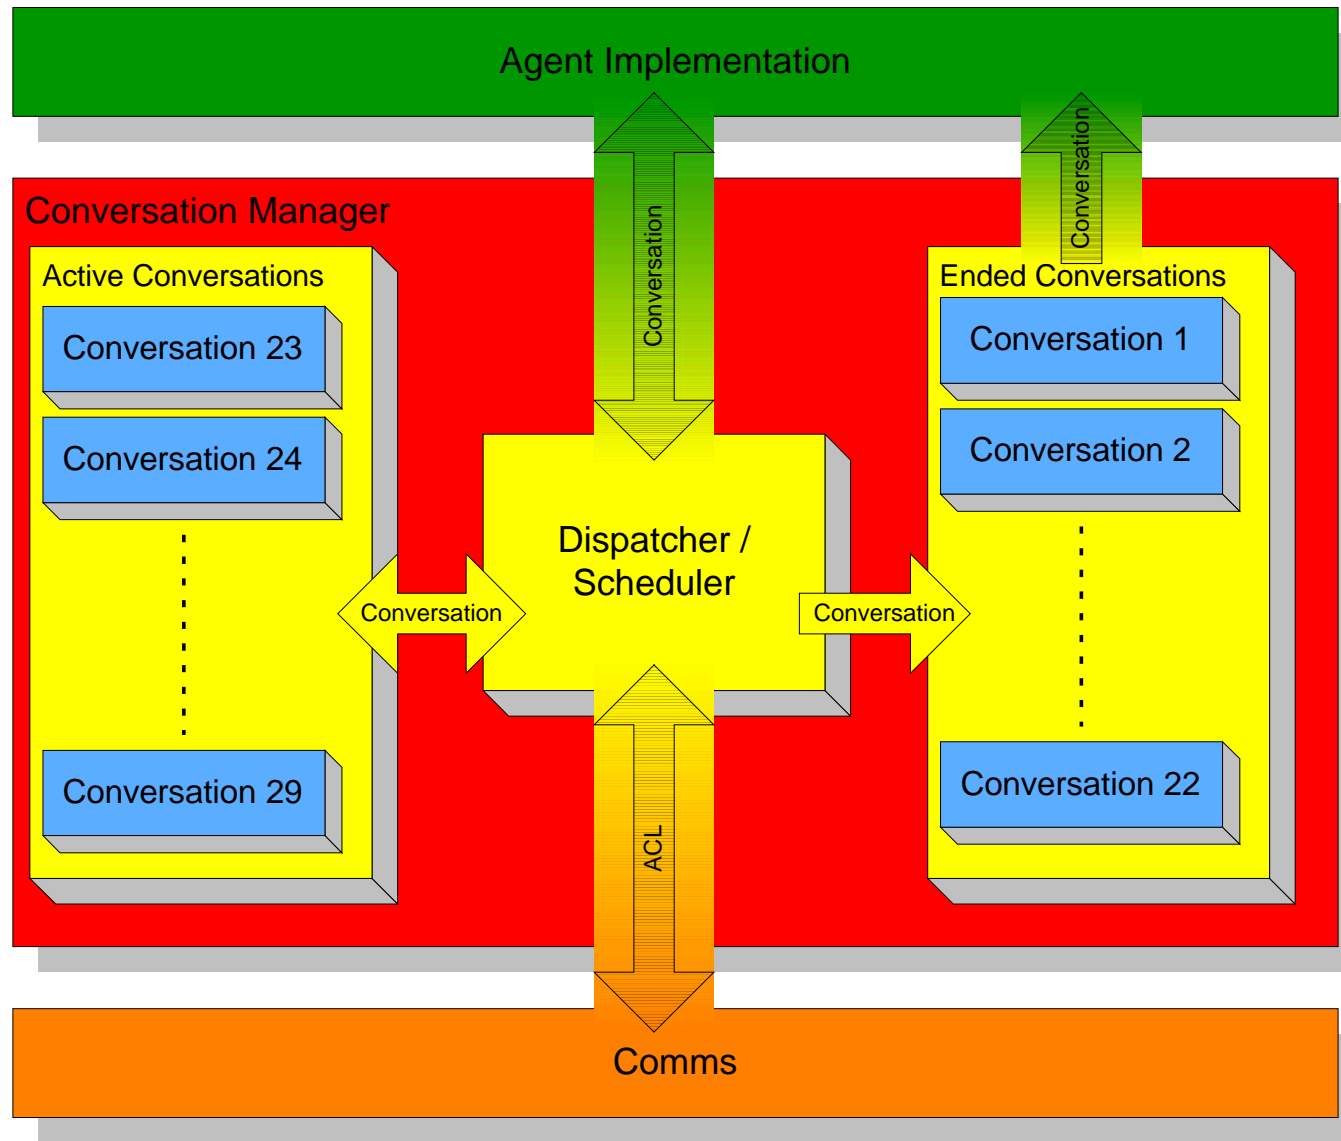 Agent Implementation
Conversation
Conversation
Conversation Manager
Active Conversations
Conversation 23
Conversation 24
Conversation 29
Conversation
Dispatcher /
Scheduler
Conversation
Ended Conversations
Conversation 1
Conversation 2
Conversation 22
ACL
Comms